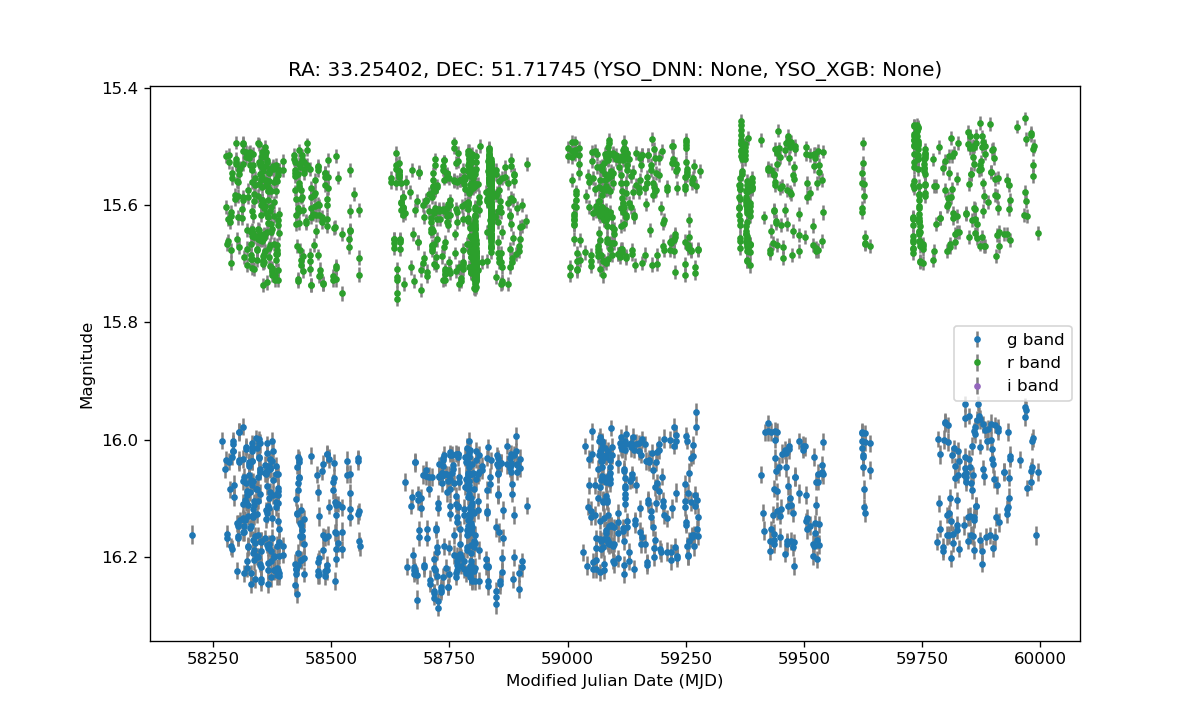 RA: 33.25402, DEC: 51.71745 (YSO_DNN: None, YSO_XGB: None)
15.4
15.6
15.8
16.0
16.2
Magnitude
g band
r band
i band
58250 58500 58750 59000 59250 59500 59750 60000
Modified Julian Date (MJD)